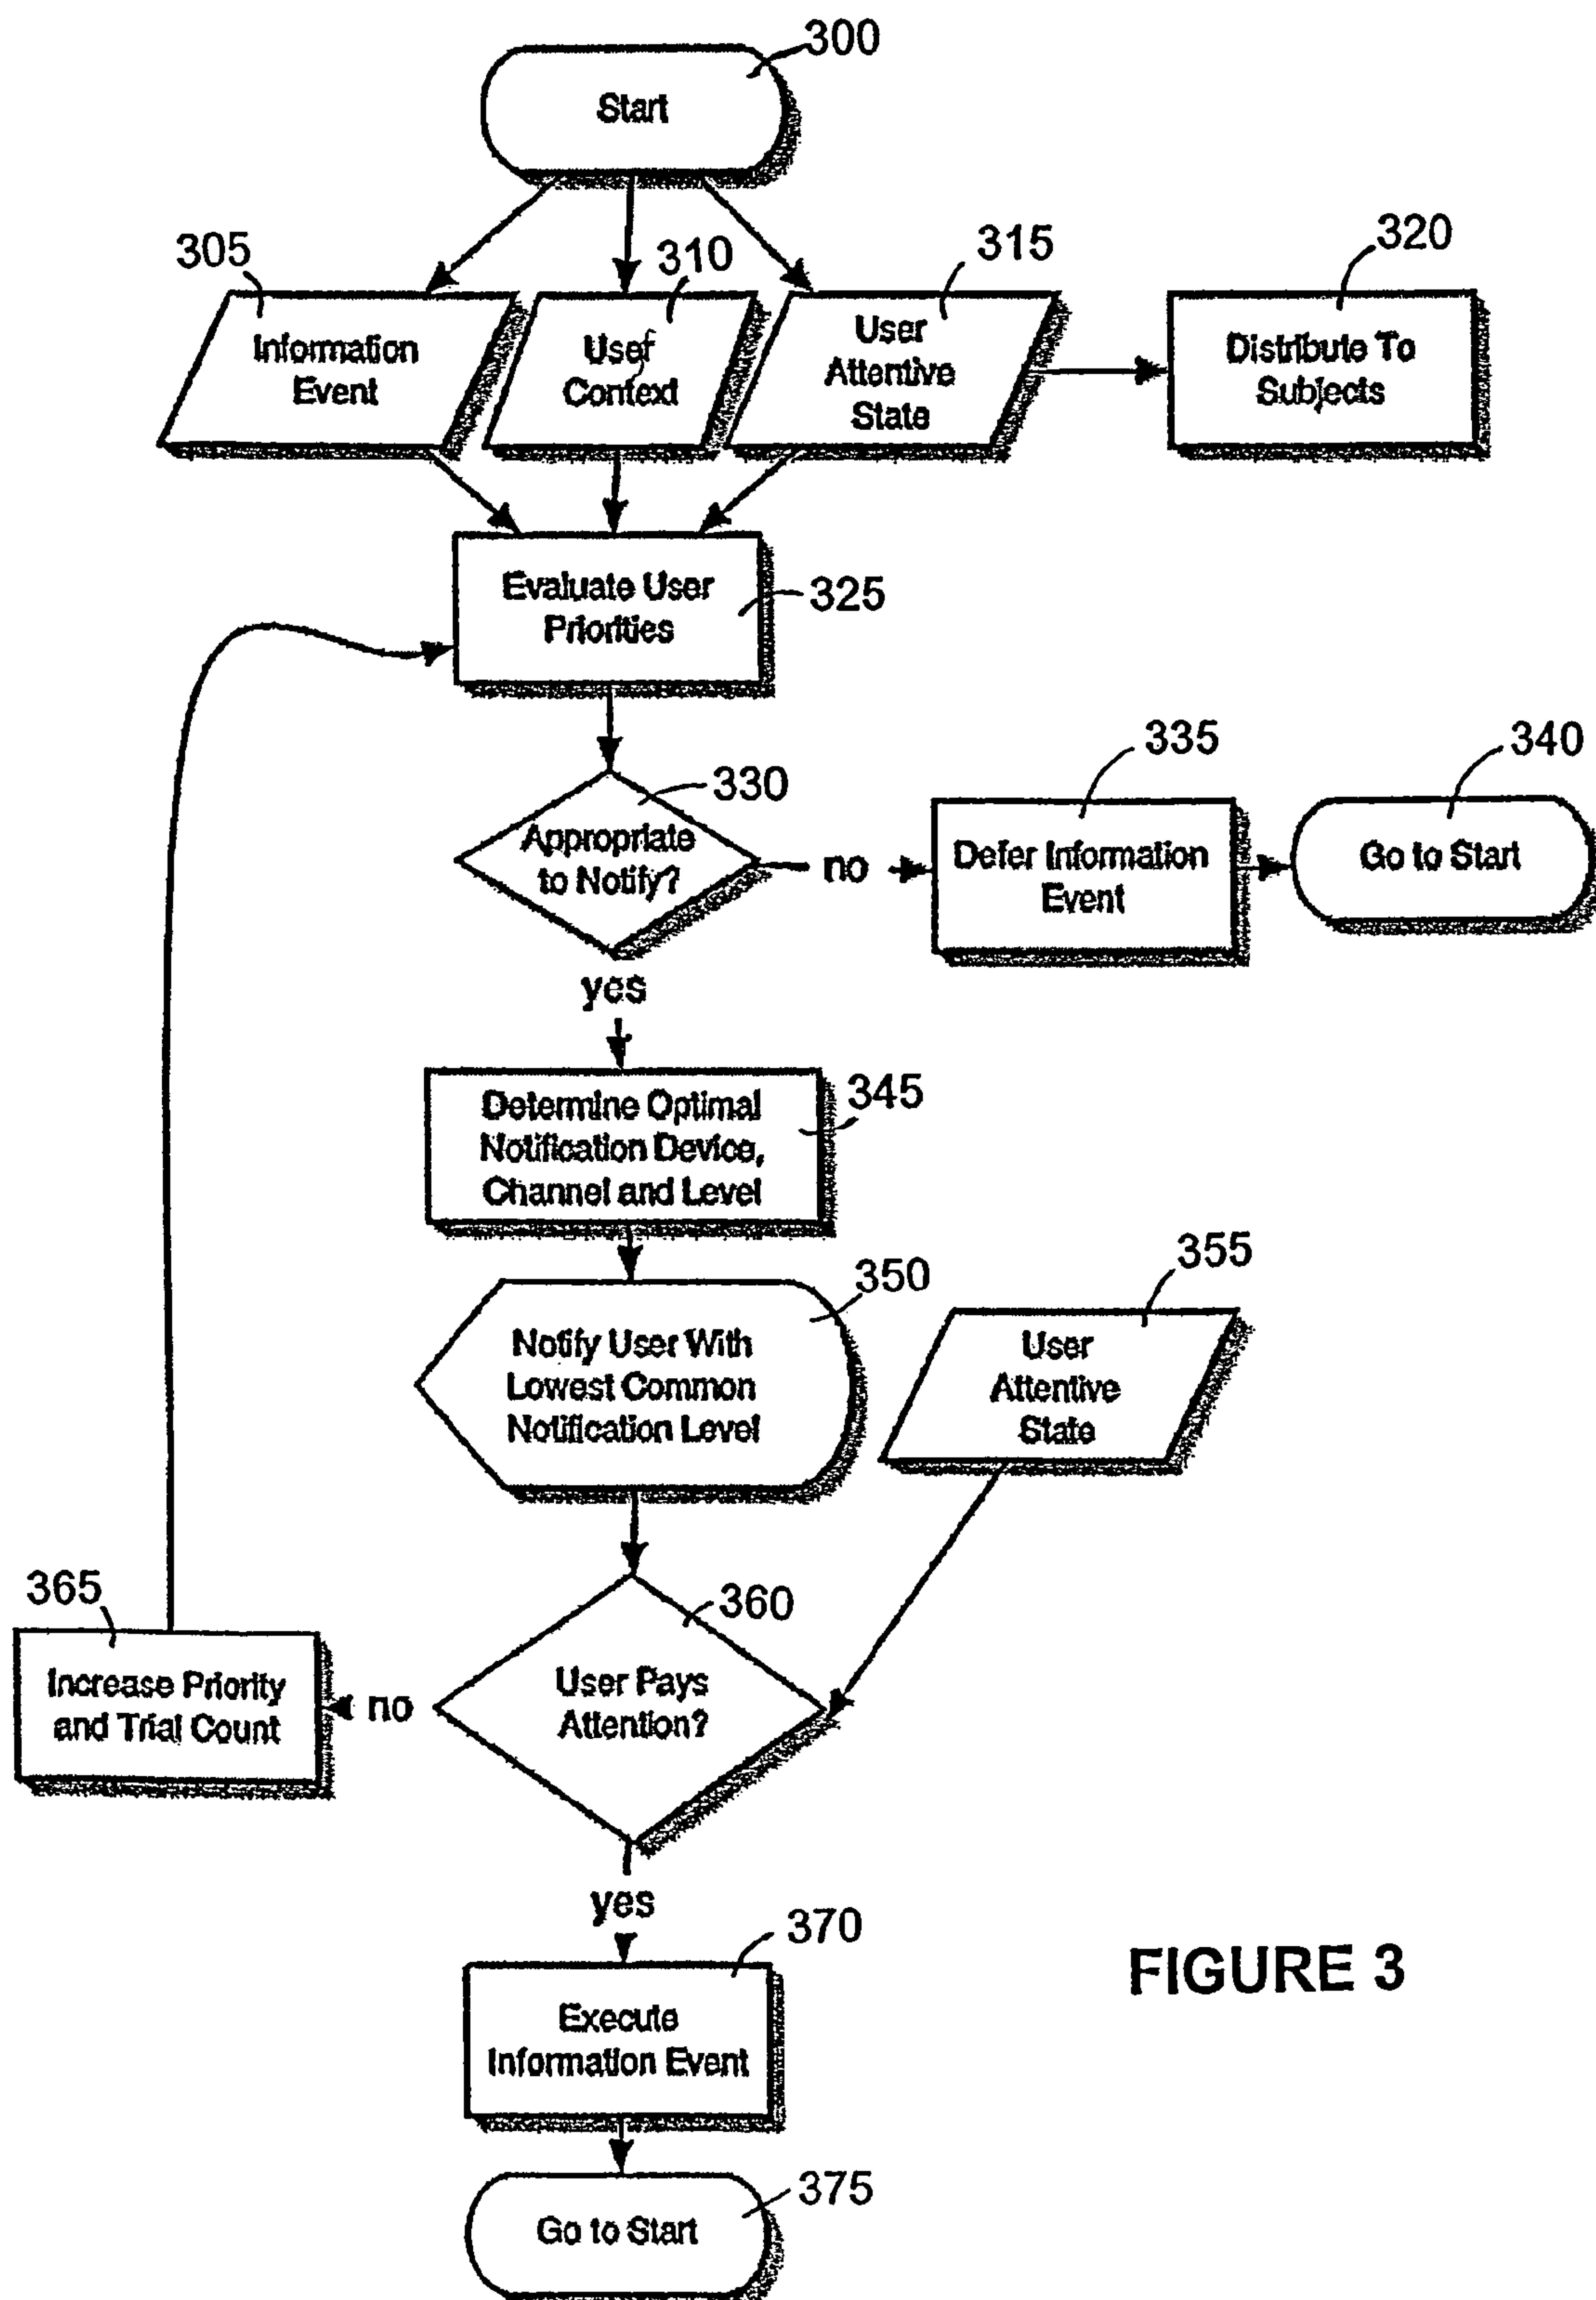 300
Start
305
310
315
320
Information
Event
User
Context
User
Attentive
State
Distribute To
Subjects
Evaluate User
Priorities
325
330
335
340
Appropriate
to Notify?
no
Defer Information
Event
Go to Start
yes
345
Determine Optimal
Notification Device,
Channel and Level
350
355
Notify User With
Lowest Common
Notification Level
User
Attentive
State
365
360
Increase Priority
and Trial Count
no
User Pays
Attention?
yes
370
Execute
Information Event
FIGURE 3
375
Go to Start